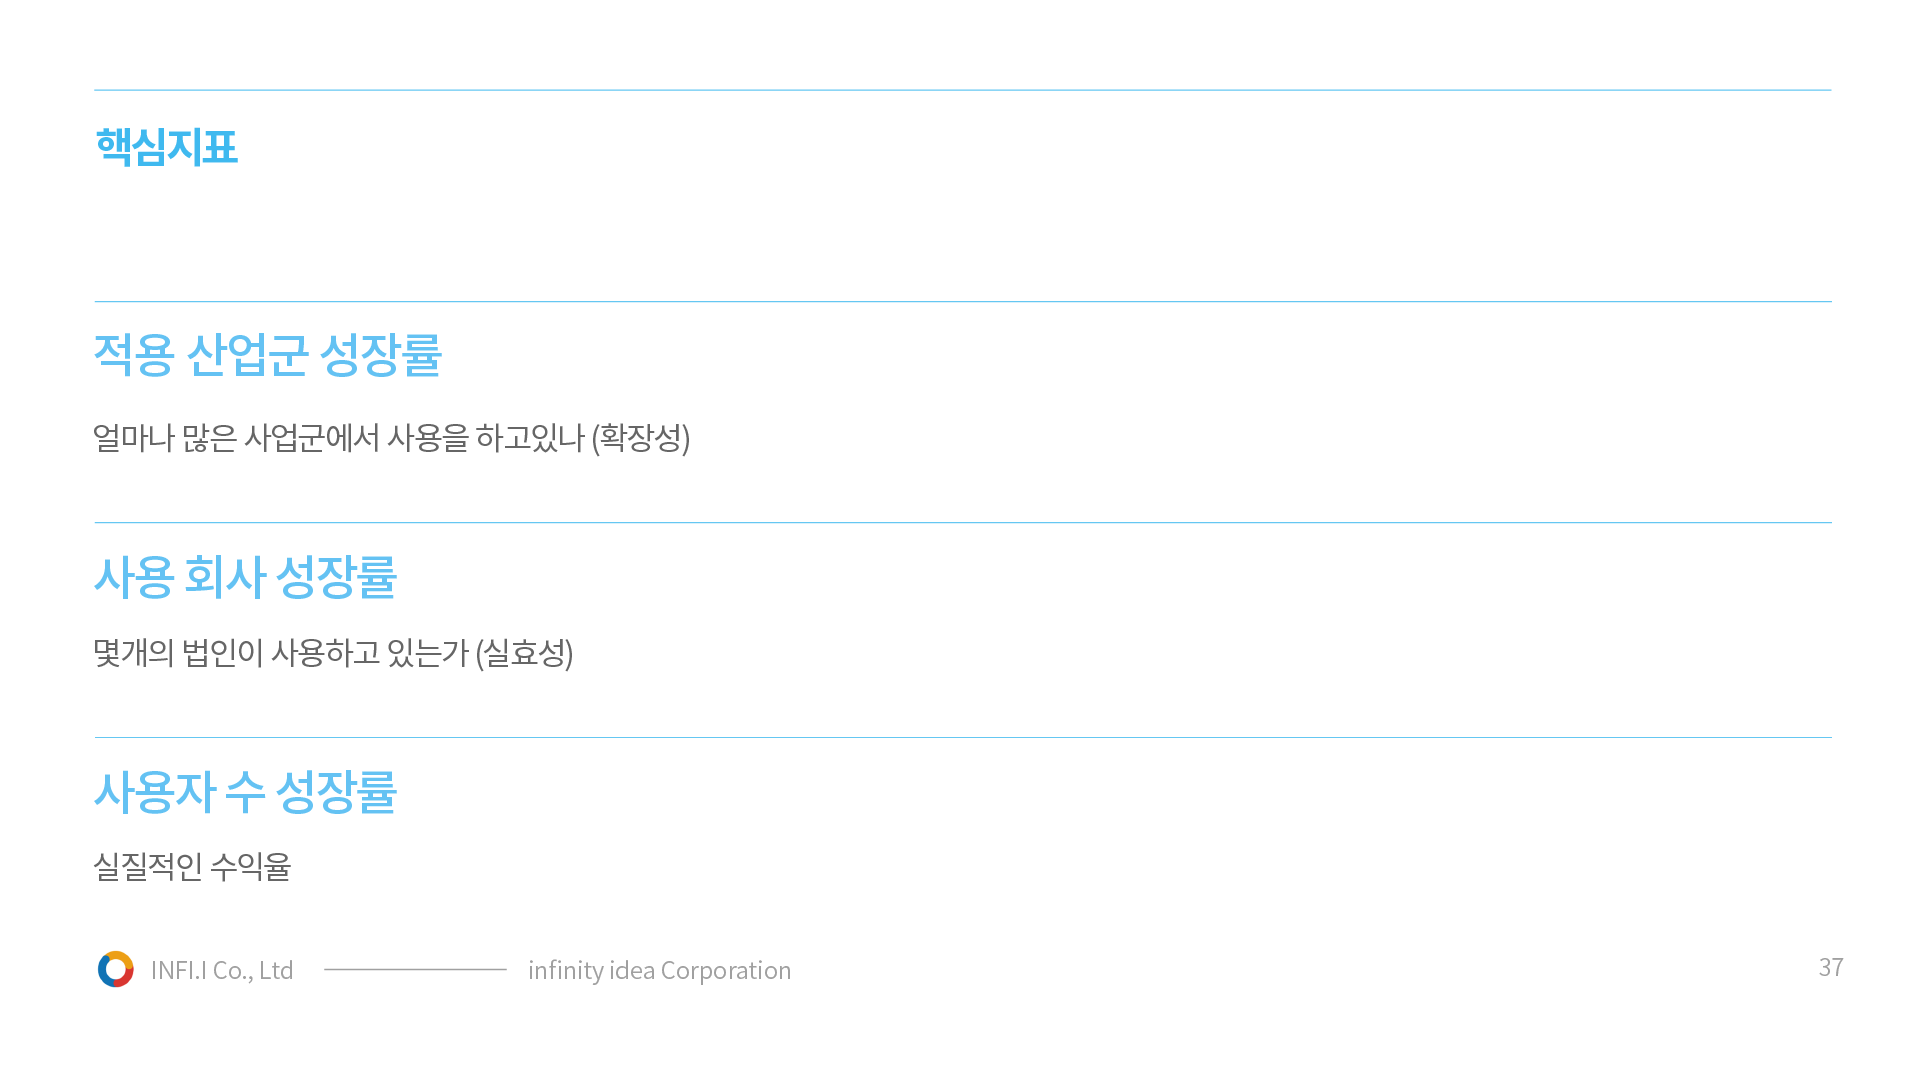 핵심지표
적용 산업군 성장률
얼마나 많은 사업군에서 사용을 하고있나 (확장성)
사용 회사 성장률
몇개의 법인이 사용하고 있는가 (실효성)
사용자 수 성장률
실질적인 수익율
INFI.I Co., Ltd
infinity idea Corporation
37